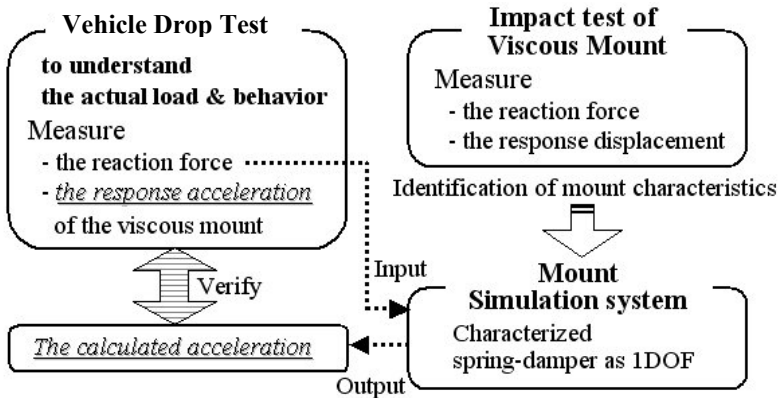 Vehicle Drop Test
to understand
the actual load & behavior
Measure
- the reaction force
- the response acceleration
of the viscous mount
Impact test of
Viscous Mount
Measure
- the reaction force
- the response displacement
Identification of mount characteristics
Input
Verify
Mount
Simulation system
Characterized
spring-damper as 1DOF
The calculated acceleration
Output